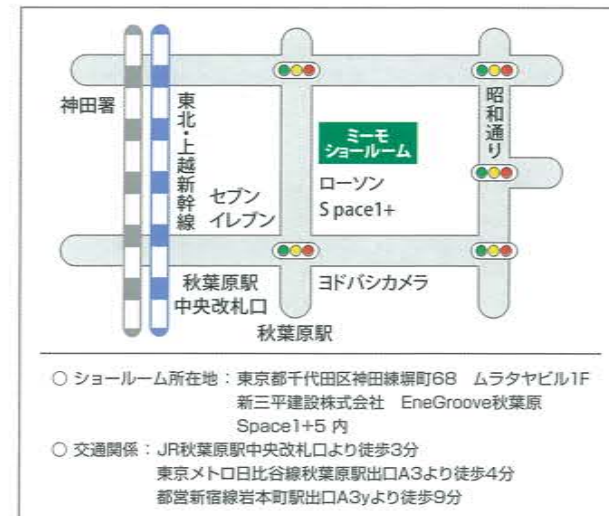 神田署
東北・上越新幹線
昭和通り
ミーモ
ショールーム
セブン
イレブン
ローソン
Space1+
秋葉原駅
中央改札口
ヨドバシカメラ
秋葉原駅
○ ショールーム所在地:東京都千代田区神田練塀町68 ムラタヤビル1F
新三平建設株式会社 EneGroove秋葉原
Space1+5 内
○ 交通関係:JR秋葉原駅中央改札口より徒歩3分
東京メトロ日比谷線秋葉原駅出口A3より徒歩4分
都営新宿線岩本町駅出口A3yより徒歩9分